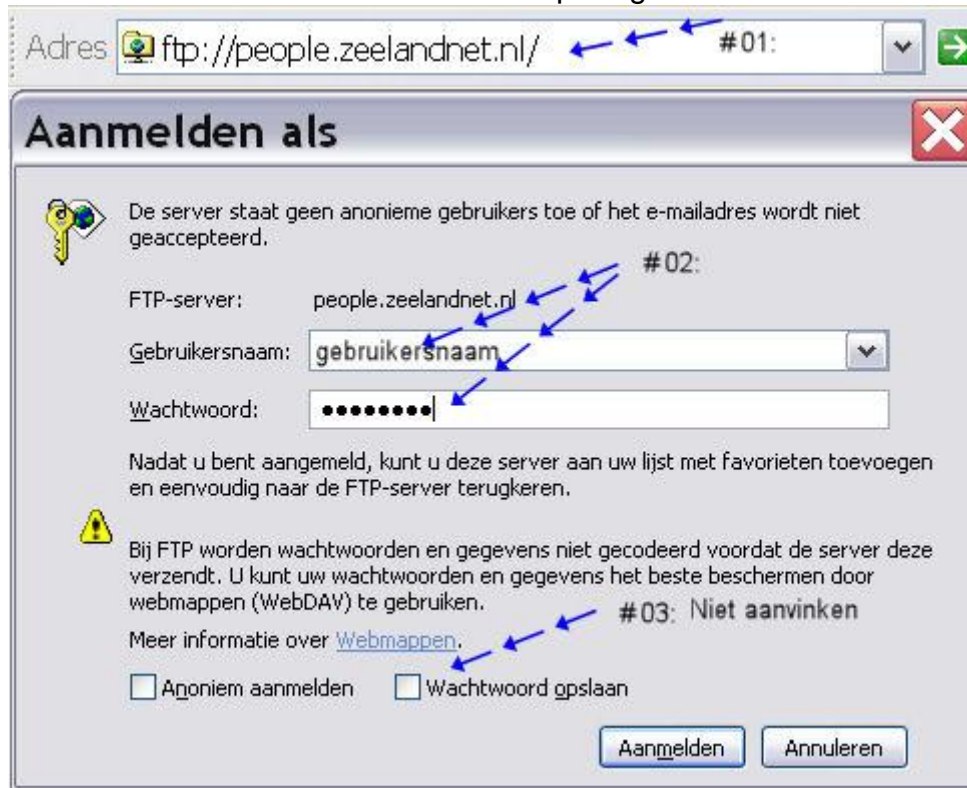 Adres ftp://people.zeelandnet.nl/ #01:
Aanmelden als
De server staat geen anonieme gebruikers toe of het e-mailadres wordt niet
geaccepteerd.
#02:
FTP-server: people.zeelandnet.nl
Gebruikersnaam: gebruikersnaam
Wachtwoord: ••••••••
Nadat u bent aangemeld, kunt u deze server aan uw lijst met favorieten toevoegen
en eenvoudig naar de FTP-server terugkeren.
Bij FTP worden wachtwoorden en gegevens niet gecodeerd voordat de server deze
verzendt. U kunt uw wachtwoorden en gegevens het beste beschermen door
webmappen (WebDAV) te gebruiken.
#03: Niet aanvinken
Meer informatie over Webmappen.
Anoniem aanmelden Wachtwoord opslaan
Aanmelden Annuleren